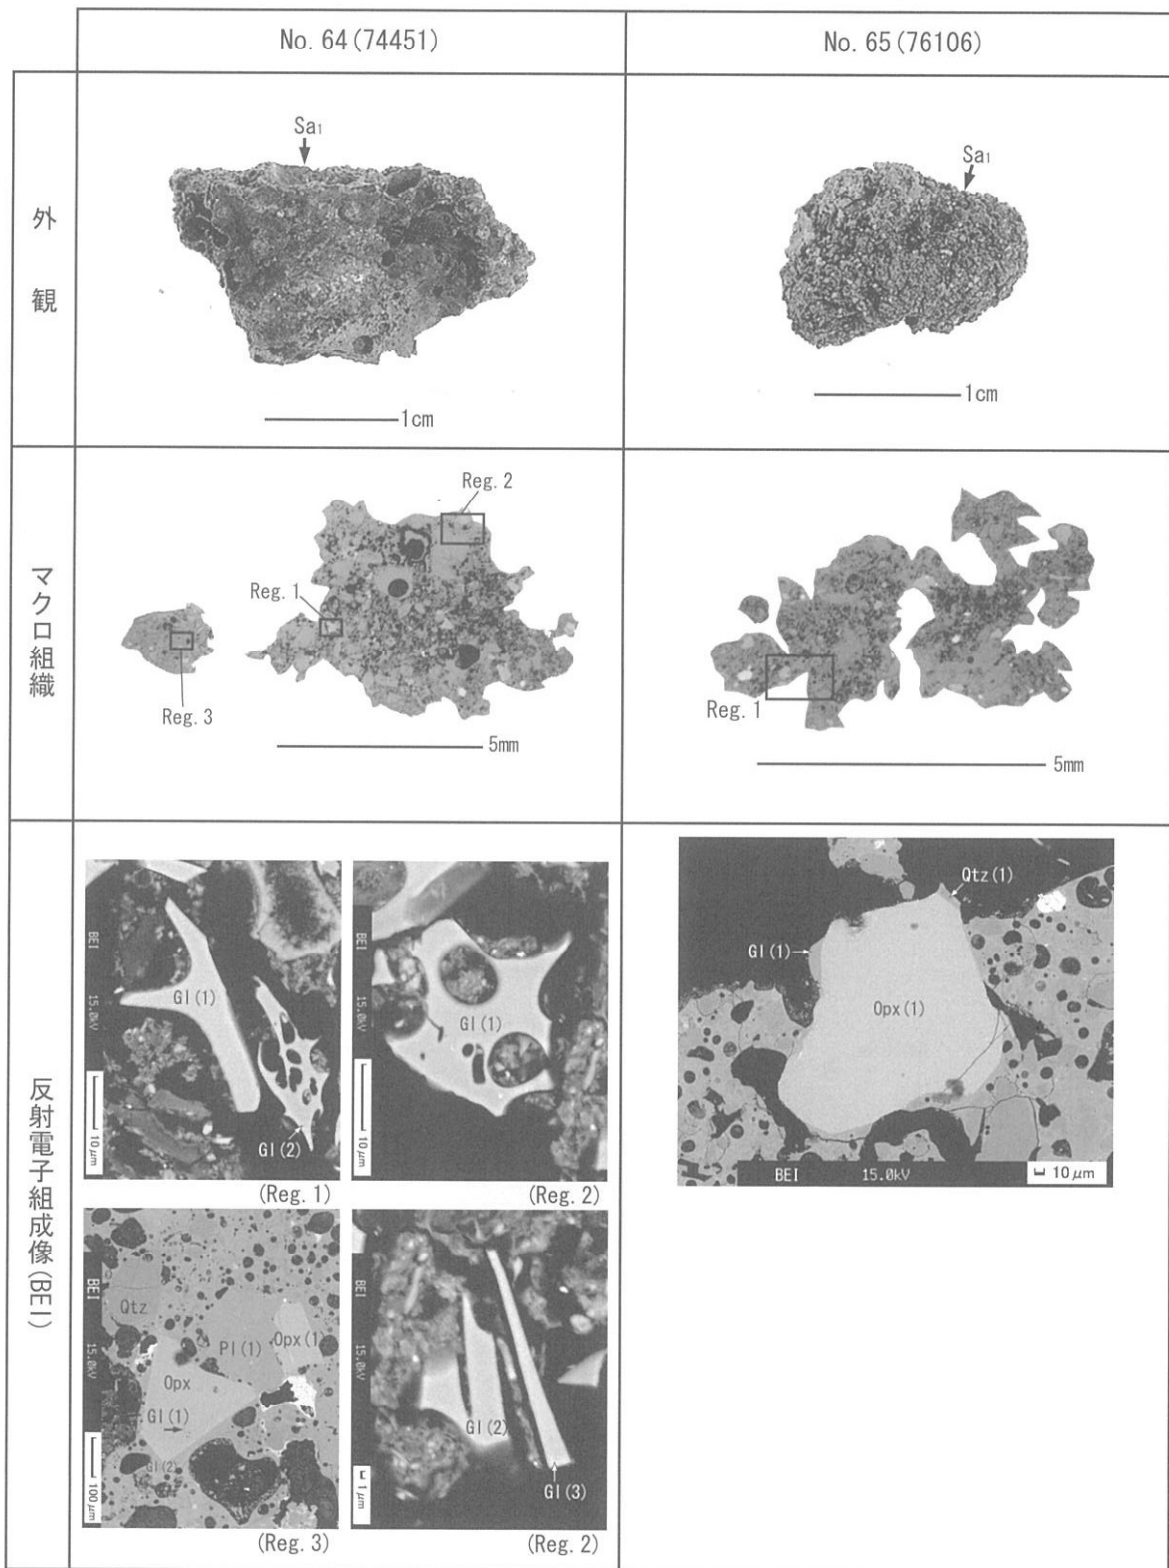 No. 64 (74451)
No. 65 (76106)
外観
Sa₁
1cm
Sa₁
1cm
マクロ組織
Reg. 2
Reg. 1
Reg. 3
5mm
Reg. 1
5mm
反射電子組成像(BEI)
Gl(1)
Gl(2)
BEI
15.0kV
10μm
(Reg. 1)
Gl(1)
BEI
15.0kV
10μm
(Reg. 2)
Qtz(1)
Gl(1)
Opx(1)
BEI
15.0kV
10μm
Qtz
Pl(1)
Opx(1)
Opx
Gl(1)
Gl(2)
BEI
15.0kV
100μm
(Reg. 3)
Gl(2)
Gl(3)
BEI
15.0kV
1μm
(Reg. 2)